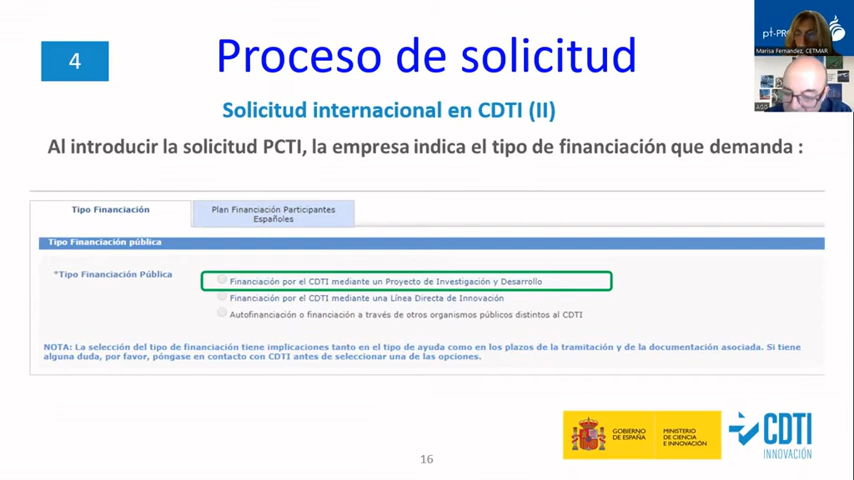 4
Proceso de solicitud
Solicitud internacional en CDTI (II)
Al introducir la solicitud PCTI, la empresa indica el tipo de financiación que demanda :
Tipo Financiación
Plan Financiación Participantes
Españoles
Tipo Financiación pública
*Tipo Financiación Pública
Financiación por el CDTI mediante un Proyecto de Investigación y Desarrollo
Financiación por el CDTI mediante una Línea Directa de Innovación
Autofinanciación o financiación a través de otros organismos públicos distintos al CDTI
NOTA: La selección del tipo de financiación tiene implicaciones tanto en el tipo de ayuda como en los plazos de la tramitación y de la documentación asociada. Si tiene
alguna duda, por favor, póngase en contacto con CDTI antes de seleccionar una de las opciones.
GOBIERNO
DE ESPAÑA
MINISTERIO
DE CIENCIA
E INNOVACIÓN
CDTI
INNOVACIÓN
16
Marisa Fernandez, CETMAR